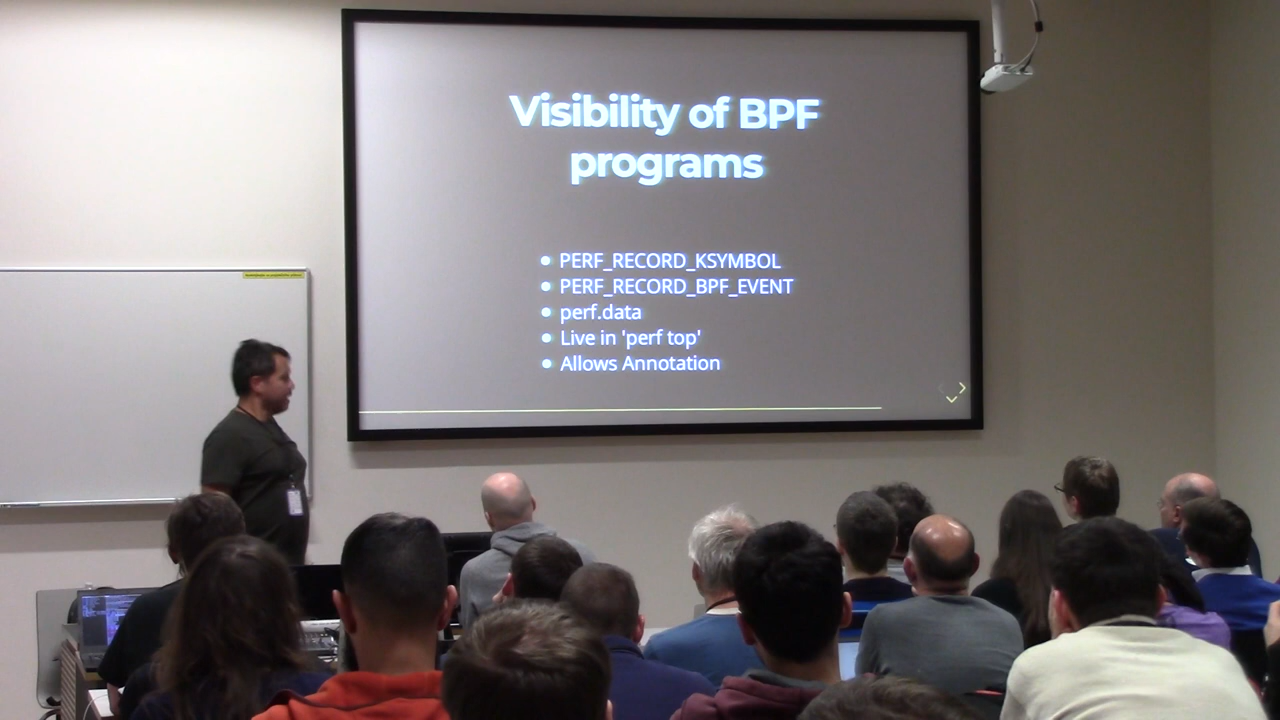 Visibility of BPF
programs
PERF_RECORD_KSYMBOL
PERF_RECORD_BPF_EVENT
perf.data
Live in 'perf top'
Allows Annotation